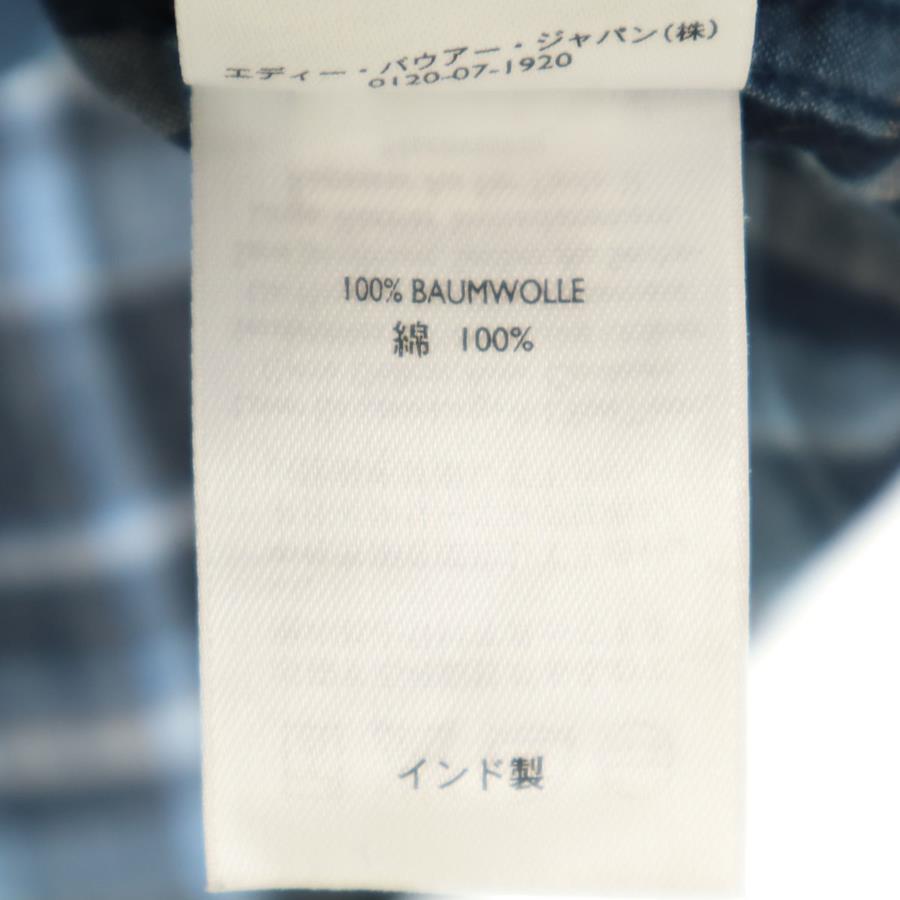 エディー・バウアー・ジャパン(株)
0120-07-1920
100% BAUMWOLLE
綿 100%
インド製